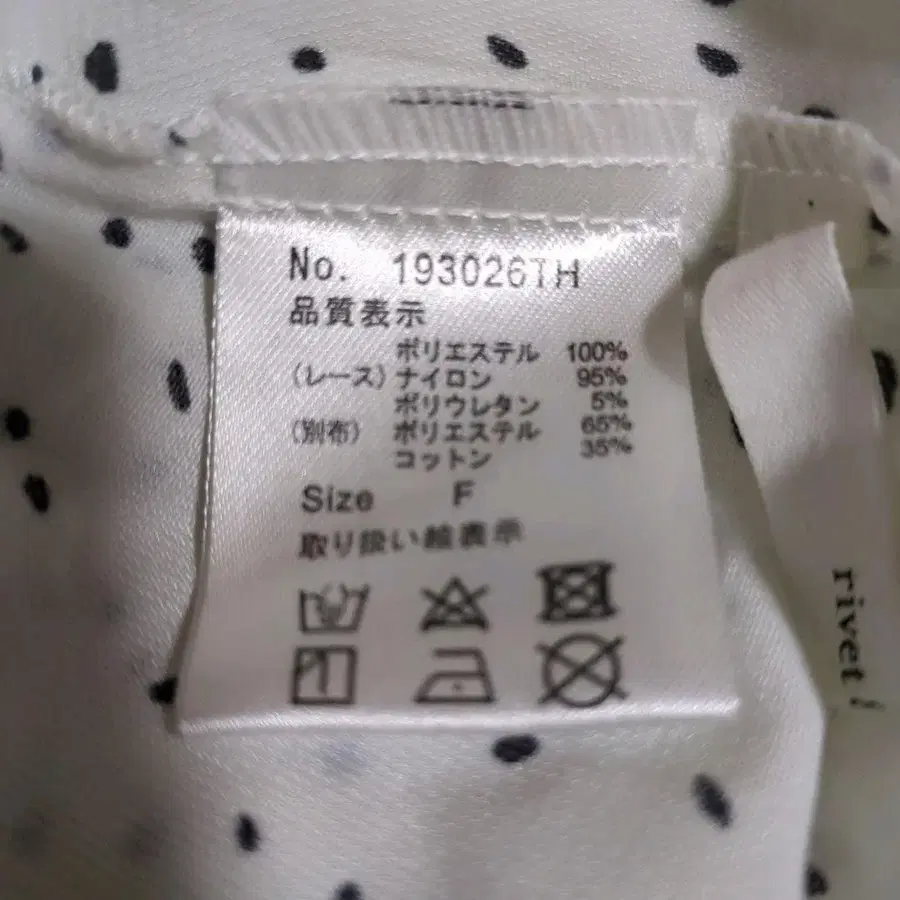 No. 193026TH
品質表示
ポリエステル 100%
(レース) ナイロン 95%
ポリウレタン 5%
(別布) ポリエステル 65%
コットン 35%
Size F
取り扱い絵表示
rivet